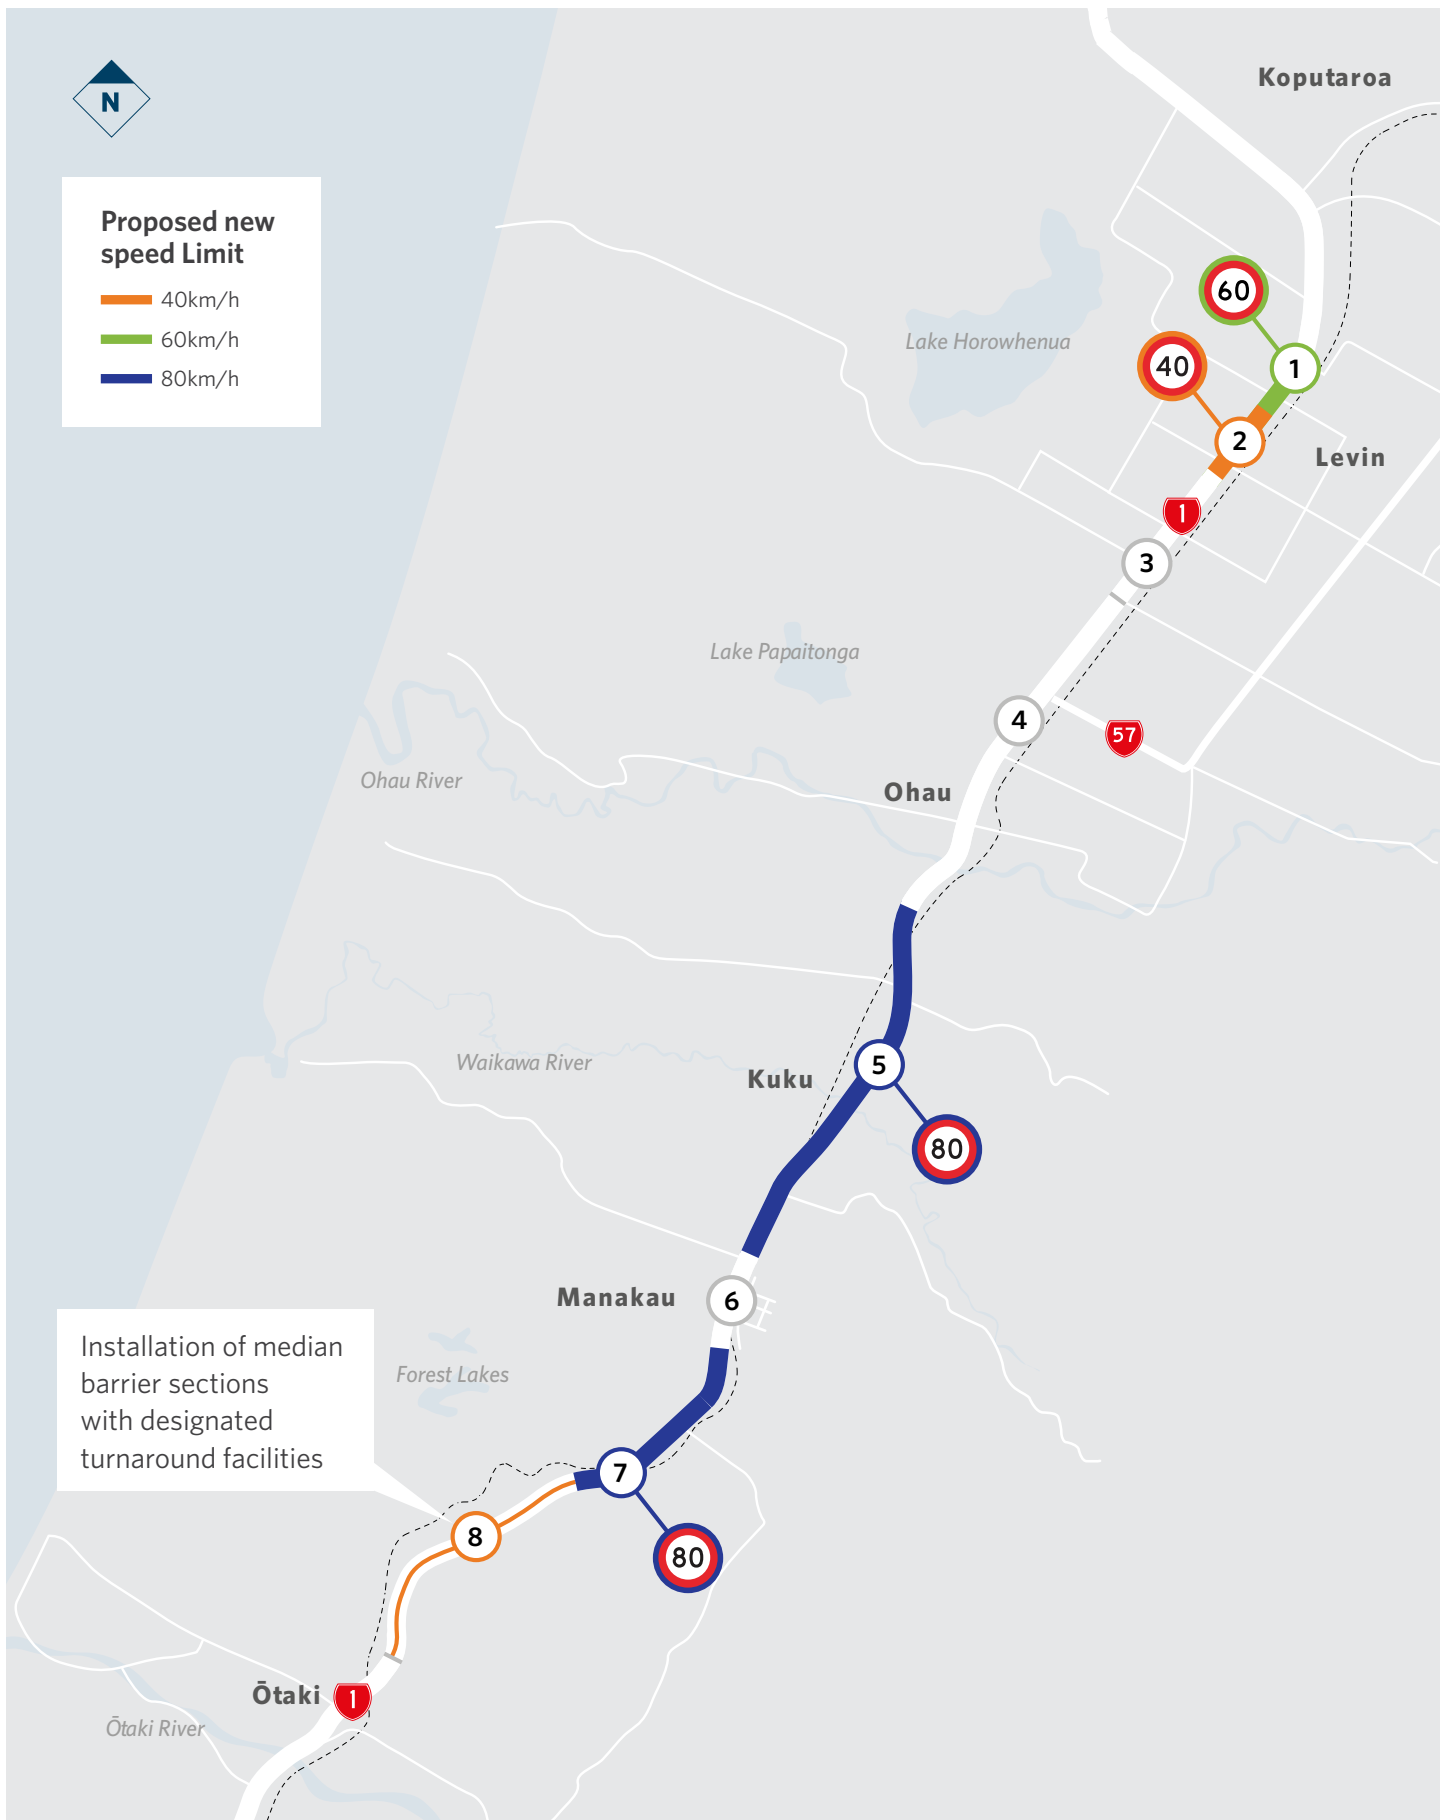 N
Proposed new
speed Limit
40km/h
60km/h
80km/h
Koputaroa
60
Lake Horowhenua
40
1
2
Levin
1
3
Lake Papaitonga
4
57
Ohau River
Ohau
Waikawa River
Kuku
5
80
Manakau
6
Installation of median
barrier sections
with designated
turnaround facilities
Forest Lakes
7
8
80
Ōtaki
1
Ōtaki River